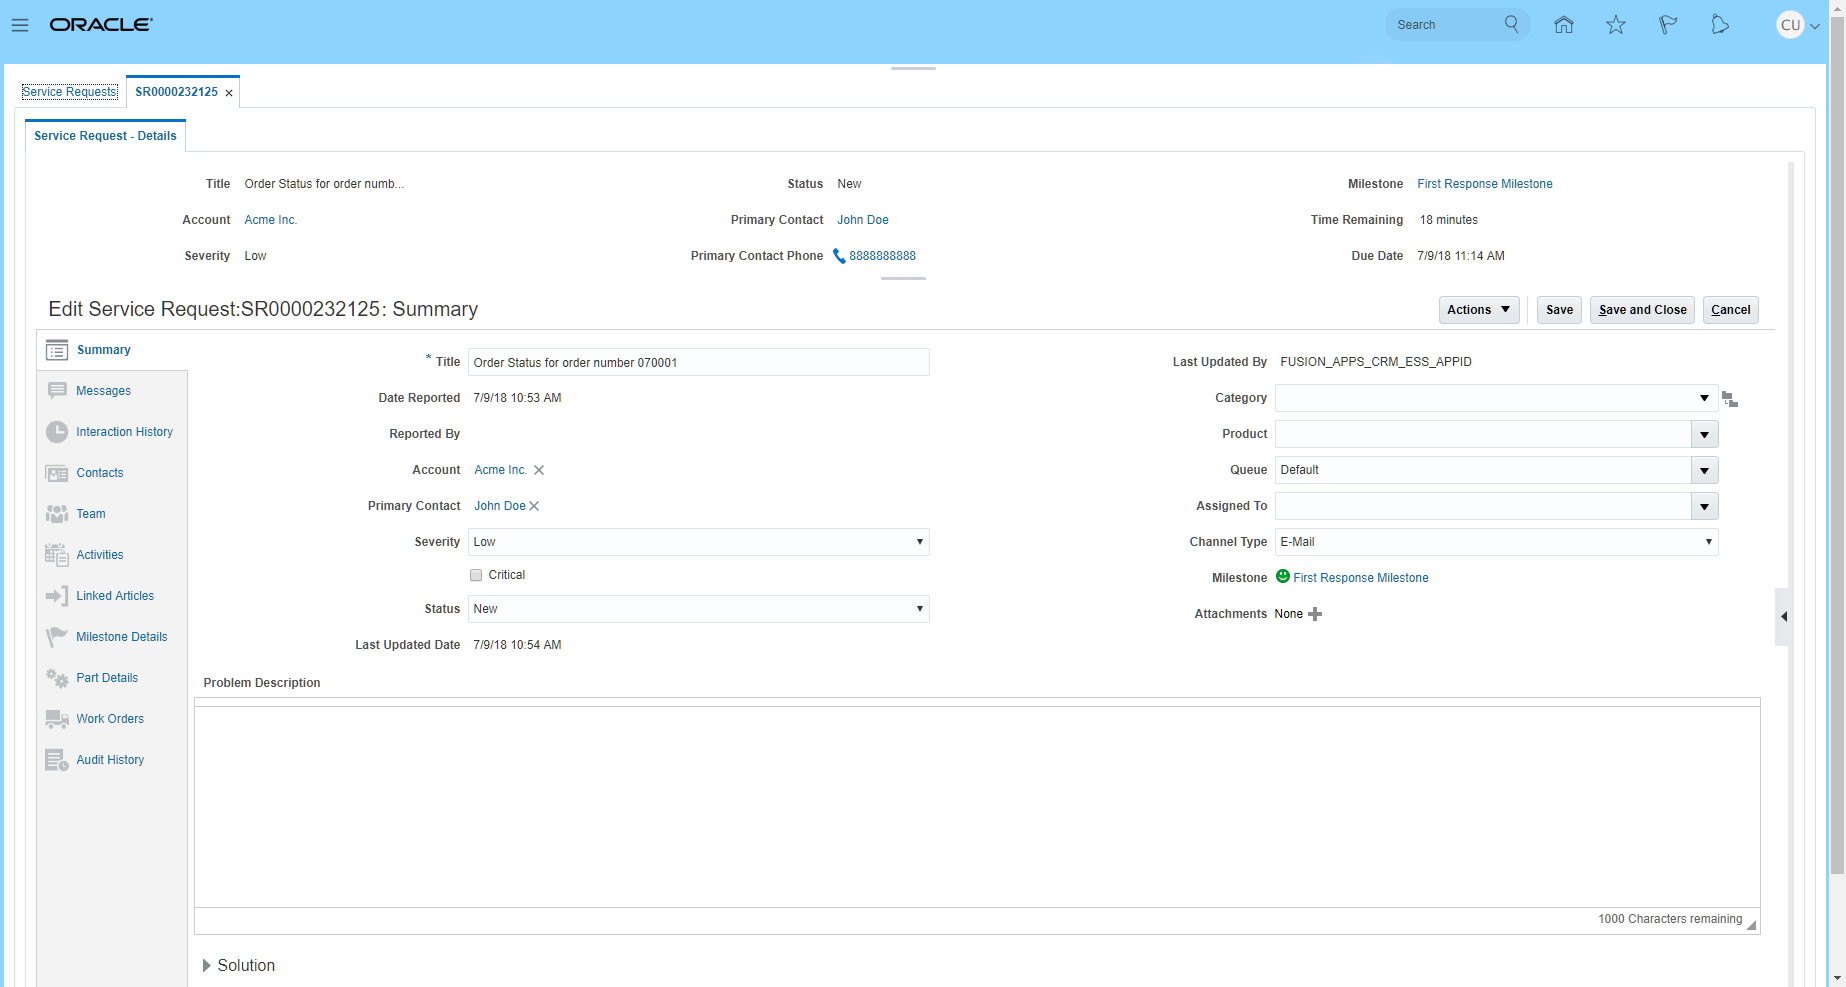 ORACLE
Search
CU
Service Requests
SR0000232125
Service Request - Details
Title Order Status for order numb... Status New Milestone First Response Milestone
Account Acme Inc. Primary Contact John Doe Time Remaining 18 minutes
Severity Low Primary Contact Phone 8888888888 Due Date 7/9/18 11:14 AM
Edit Service Request:SR0000232125: Summary
Actions Save Save and Close Cancel
Summary
Messages
Interaction History
Contacts
Team
Activities
Linked Articles
Milestone Details
Part Details
Work Orders
Audit History
* Title Order Status for order number 070001
Date Reported 7/9/18 10:53 AM
Reported By
Account Acme Inc.
Primary Contact John Doe
Severity Low
Critical
Status New
Last Updated Date 7/9/18 10:54 AM
Last Updated By FUSION_APPS_CRM_ESS_APPID
Category
Product
Queue Default
Assigned To
Channel Type E-Mail
Milestone First Response Milestone
Attachments None
Problem Description
1000 Characters remaining
Solution